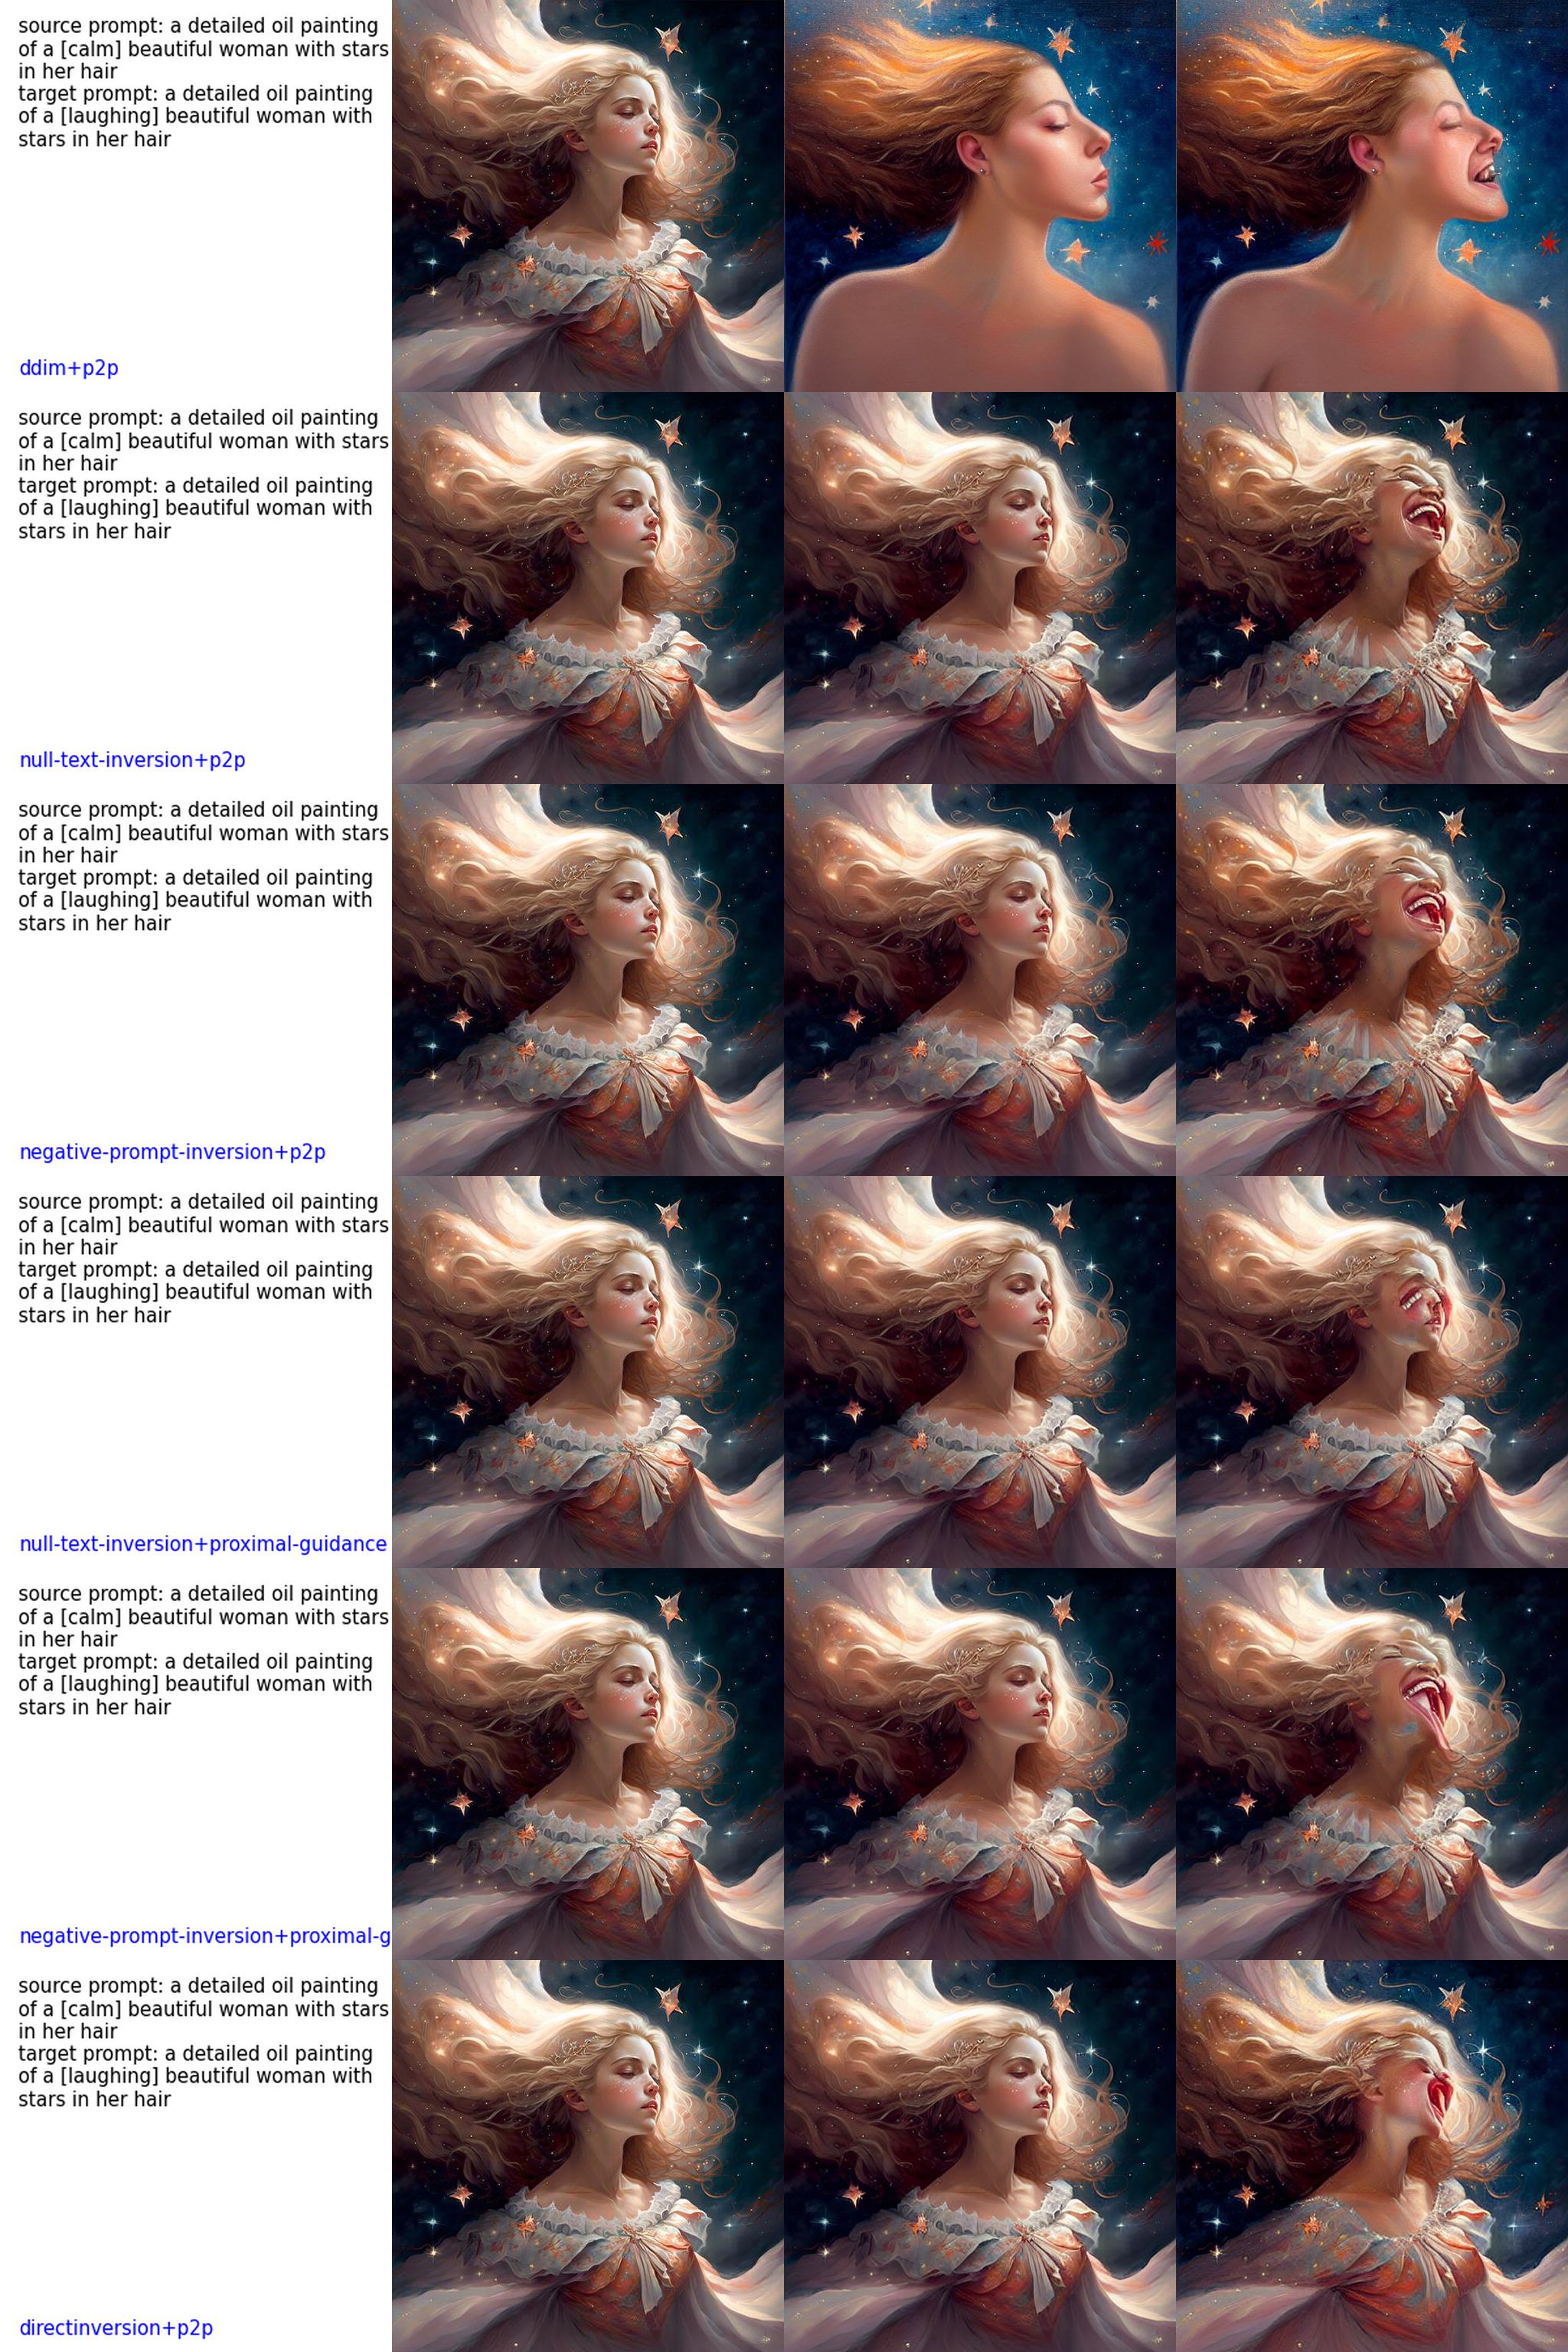 source prompt: a detailed oil painting
of a [calm] beautiful woman with stars
in her hair
target prompt: a detailed oil painting
of a [laughing] beautiful woman with
stars in her hair
ddim+p2p
source prompt: a detailed oil painting
of a [calm] beautiful woman with stars
in her hair
target prompt: a detailed oil painting
of a [laughing] beautiful woman with
stars in her hair
null-text-inversion+p2p
source prompt: a detailed oil painting
of a [calm] beautiful woman with stars
in her hair
target prompt: a detailed oil painting
of a [laughing] beautiful woman with
stars in her hair
negative-prompt-inversion+p2p
source prompt: a detailed oil painting
of a [calm] beautiful woman with stars
in her hair
target prompt: a detailed oil painting
of a [laughing] beautiful woman with
stars in her hair
null-text-inversion+proximal-guidance
source prompt: a detailed oil painting
of a [calm] beautiful woman with stars
in her hair
target prompt: a detailed oil painting
of a [laughing] beautiful woman with
stars in her hair
negative-prompt-inversion+proximal-g
source prompt: a detailed oil painting
of a [calm] beautiful woman with stars
in her hair
target prompt: a detailed oil painting
of a [laughing] beautiful woman with
stars in her hair
directinversion+p2p